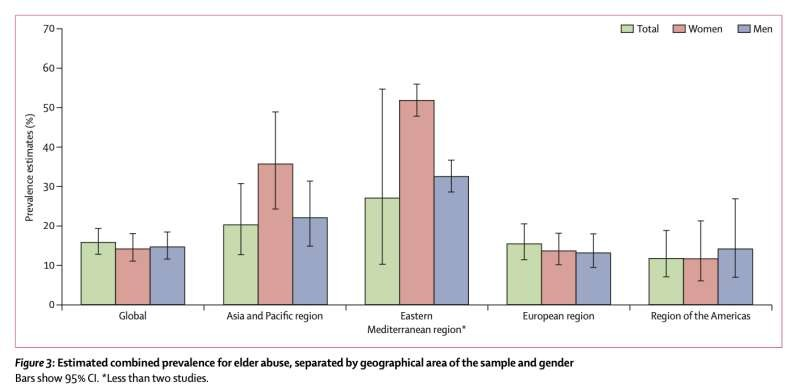 70
60
50
40
30
20
10
0
Prevalence estimates (%)
Total Women Men
Global Asia and Pacific region Eastern European region Region of the Americas
Mediterranean region*
Figure 3: Estimated combined prevalence for elder abuse, separated by geographical area of the sample and gender
Bars show 95% CI. *Less than two studies.